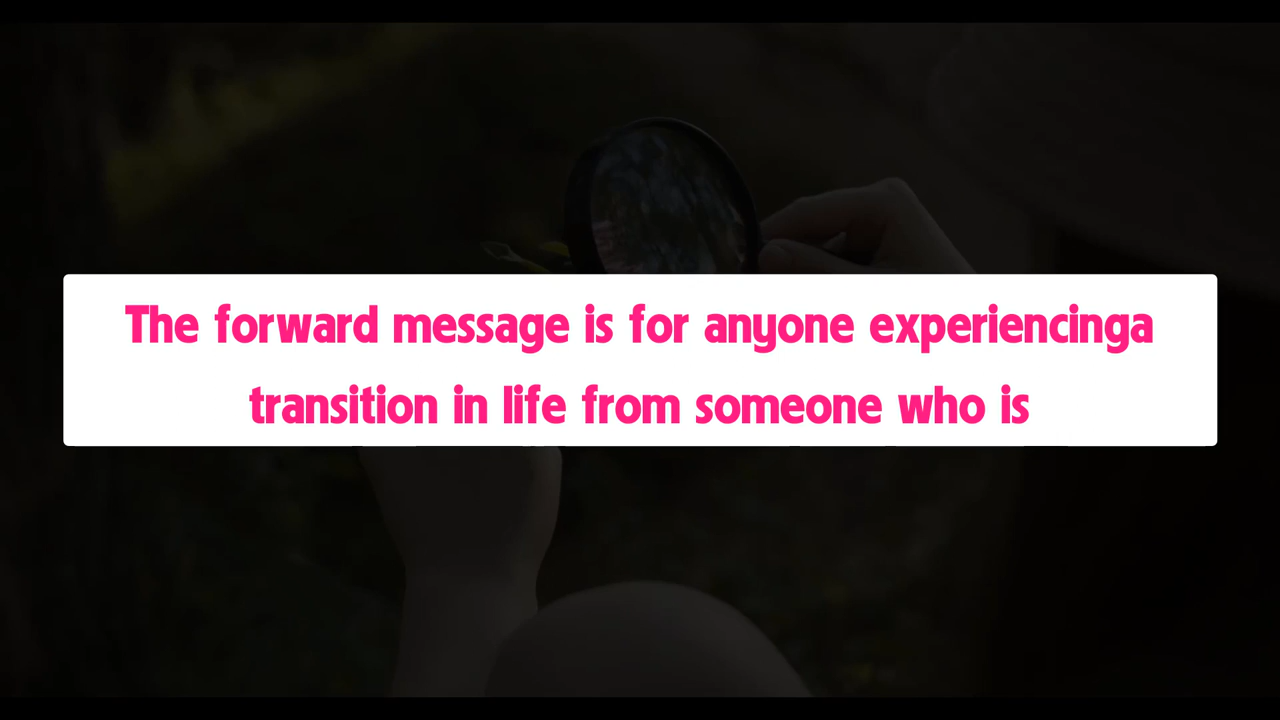 The forward message is for anyone experiencinga
transition in life from someone who is